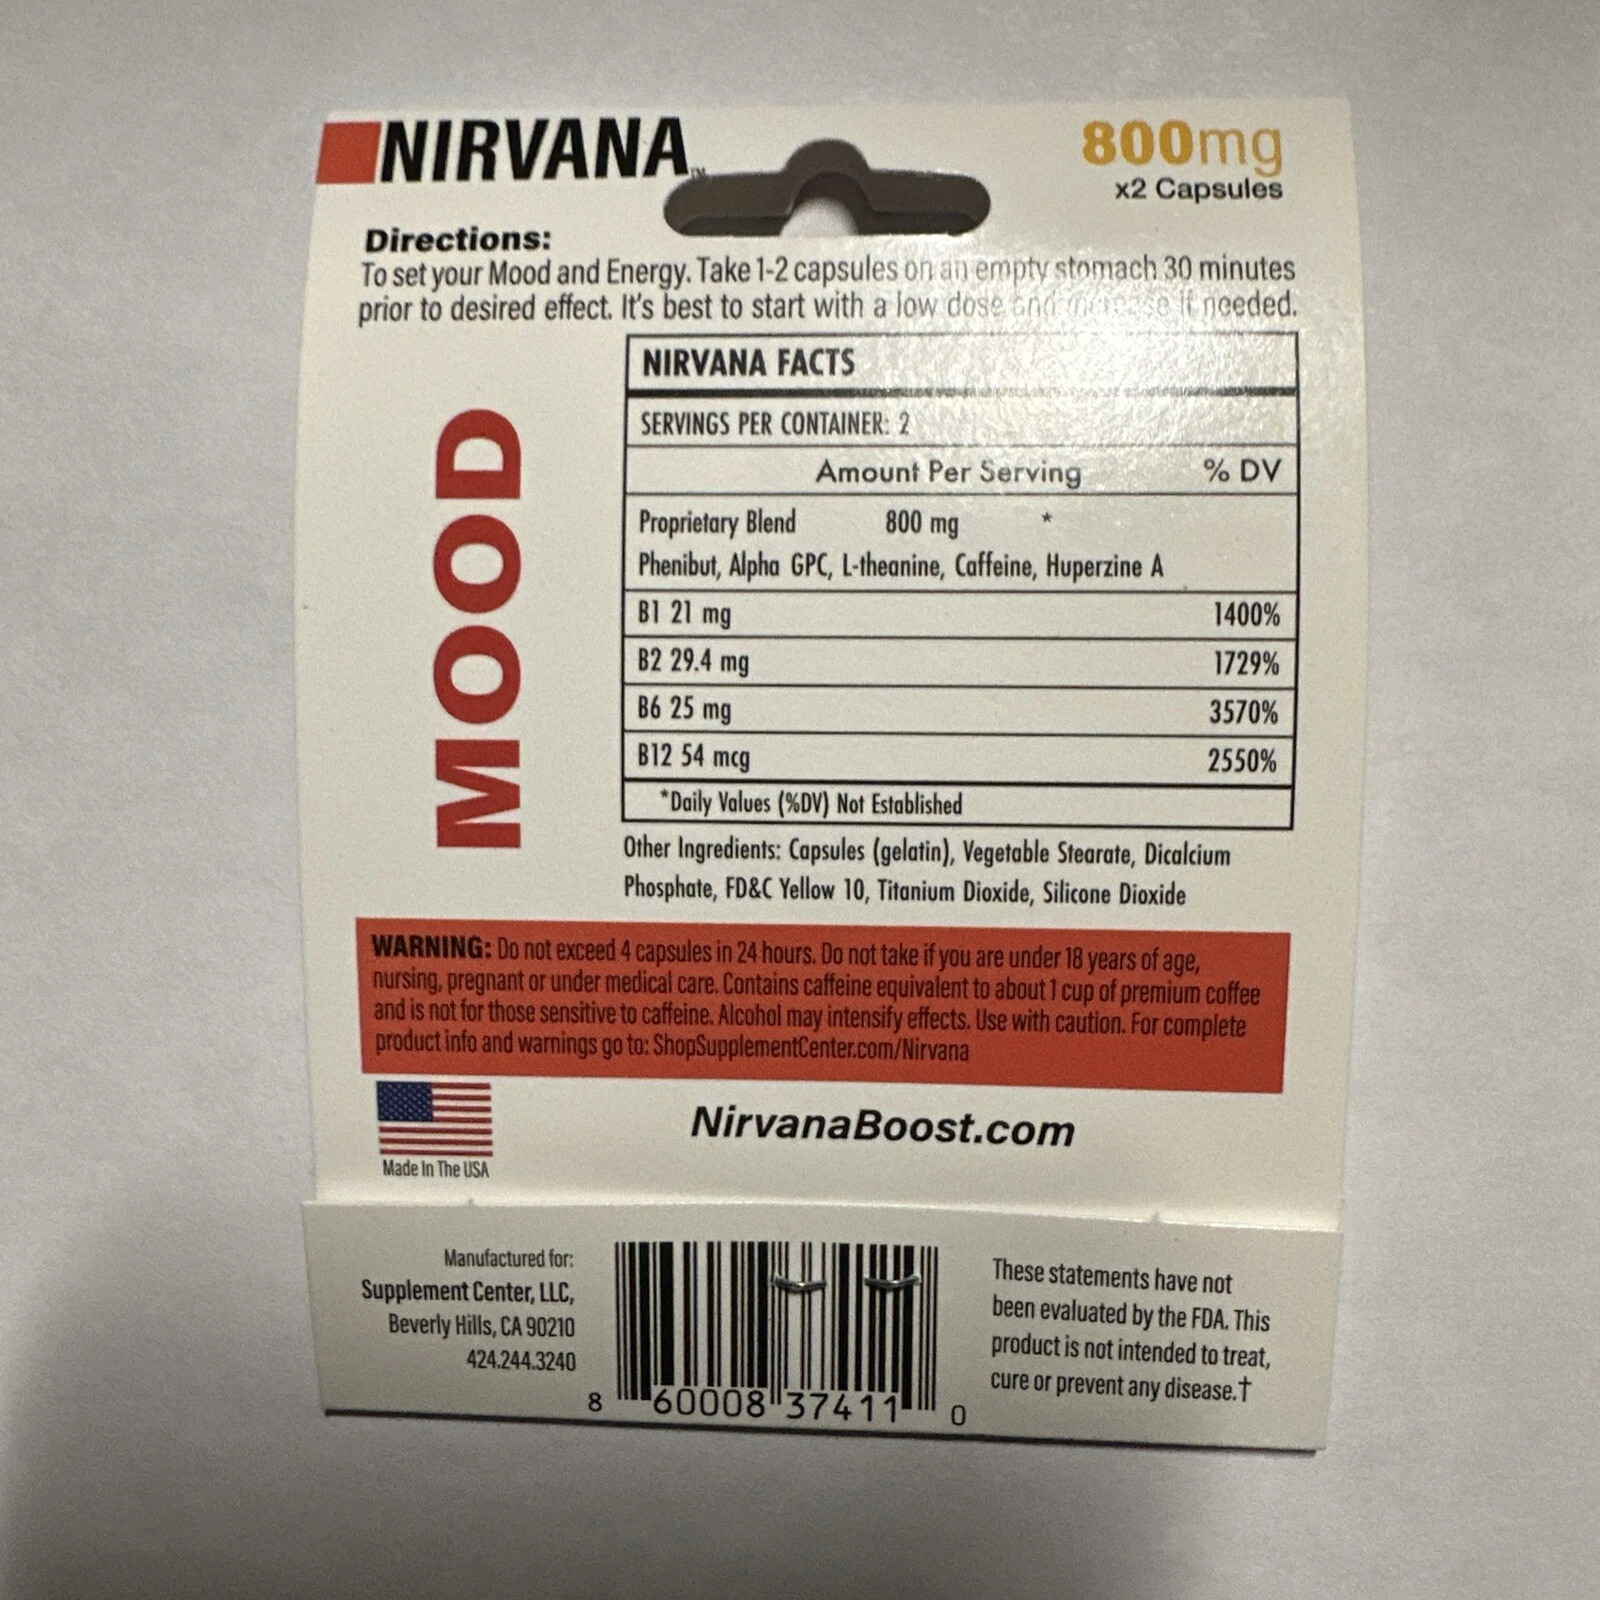 NIRVANA™
800mg
x2 Capsules
Directions:
To set your Mood and Energy. Take 1-2 capsules on an empty stomach 30 minutes
prior to desired effect. It's best to start with a low dose and increase if needed.
MOOD
NIRVANA FACTS
SERVINGS PER CONTAINER: 2
Amount Per Serving % DV
Proprietary Blend 800 mg *
Phenibut, Alpha GPC, L-theanine, Caffeine, Huperzine A
B1 21 mg 1400%
B2 29.4 mg 1729%
B6 25 mg 3570%
B12 54 mcg 2550%
*Daily Values (%DV) Not Established
Other Ingredients: Capsules (gelatin), Vegetable Stearate, Dicalcium
Phosphate, FD&C Yellow 10, Titanium Dioxide, Silicone Dioxide
WARNING: Do not exceed 4 capsules in 24 hours. Do not take if you are under 18 years of age,
nursing, pregnant or under medical care. Contains caffeine equivalent to about 1 cup of premium coffee
and is not for those sensitive to caffeine. Alcohol may intensify effects. Use with caution. For complete
product info and warnings go to: ShopSupplementCenter.com/Nirvana
Made In The USA
NirvanaBoost.com
Manufactured for:
Supplement Center, LLC,
Beverly Hills, CA 90210
424.244.3240
8 60008 37411 0
These statements have not
been evaluated by the FDA. This
product is not intended to treat,
cure or prevent any disease.†